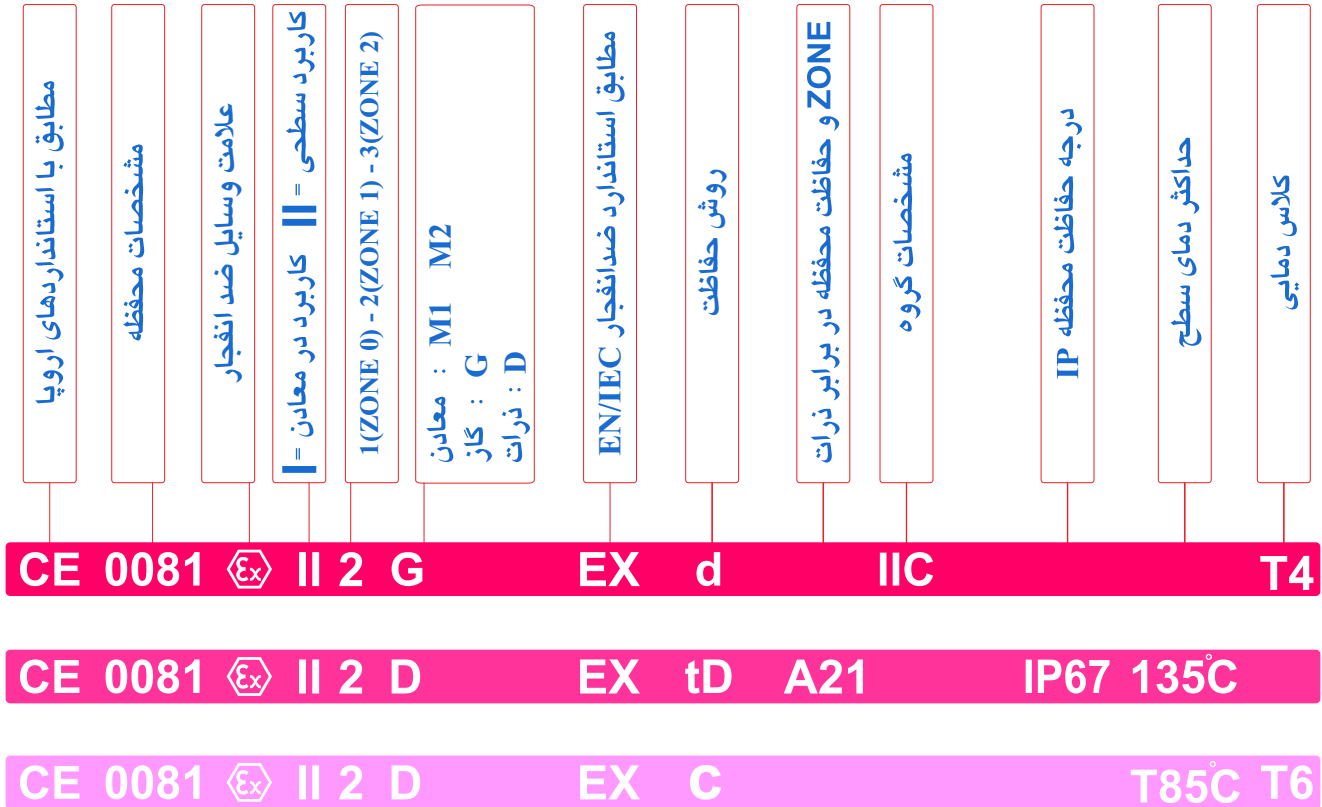 مطابق با استانداردهای اروپا
مشخصات محفظه
علامت وسایل ضد انفجار
I= کاربرد در معادن II= کاربرد سطحی
1(ZONE 0) - 2(ZONE 1) - 3(ZONE 2)
معادن : M1 M2
گاز : G
ذرات : D
مطابق استاندارد ضدانفجار EN/IEC
روش حفاظت
ZONE و حفاظت محفظه در برابر ذرات
مشخصات گروه
درجه حفاظت محفظه IP
حداکثر دمای سطح
کلاس دمایی
CE 0081 Ex II 2 G EX d IIC T4
CE 0081 Ex II 2 D EX tD A21 IP67 135°C
CE 0081 Ex II 2 D EX C T85°C T6